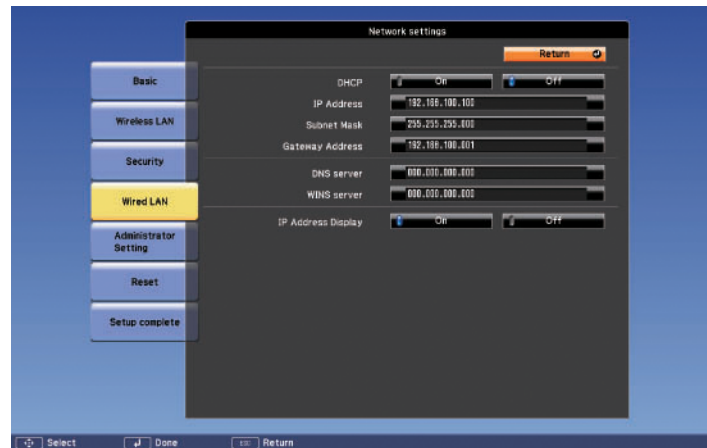 Network settings
Return
Basic
DHCP On Off
IP Address 192.168.100.100
Wireless LAN
Subnet Mask 255.255.255.000
Gateway Address 192.168.100.001
Security
DNS server 000.000.000.000
Wired LAN
WINS server 000.000.000.000
IP Address Display On Off
Administrator
Setting
Reset
Setup complete
Select Done ESC Return